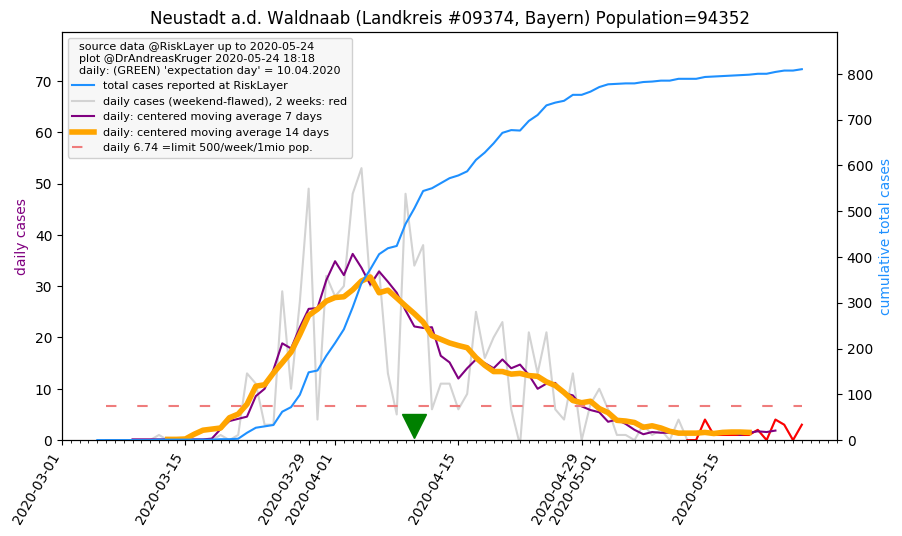 Neustadt a.d. Waldnaab (Landkreis #09374, Bayern) Population=94352
source data @RiskLayer up to 2020-05-24
plot @DrAndreasKruger 2020-05-24 18:18
daily: (GREEN) 'expectation day' = 10.04.2020
total cases reported at RiskLayer
daily cases (weekend-flawed), 2 weeks: red
daily: centered moving average 7 days
daily: centered moving average 14 days
daily 6.74 =limit 500/week/1mio pop.
daily cases
70
60
50
40
30
20
10
0
800
700
600
500
400
300
200
100
0
cumulative total cases
2020-03-01
2020-03-15
2020-03-29
2020-04-01
2020-04-15
2020-04-29
2020-05-01
2020-05-15